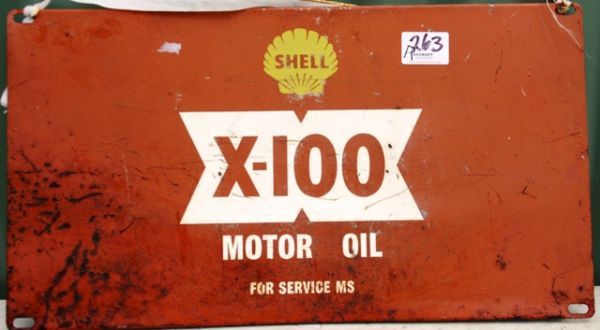 SHELL
263
X-100
MOTOR OIL
FOR SERVICE MS